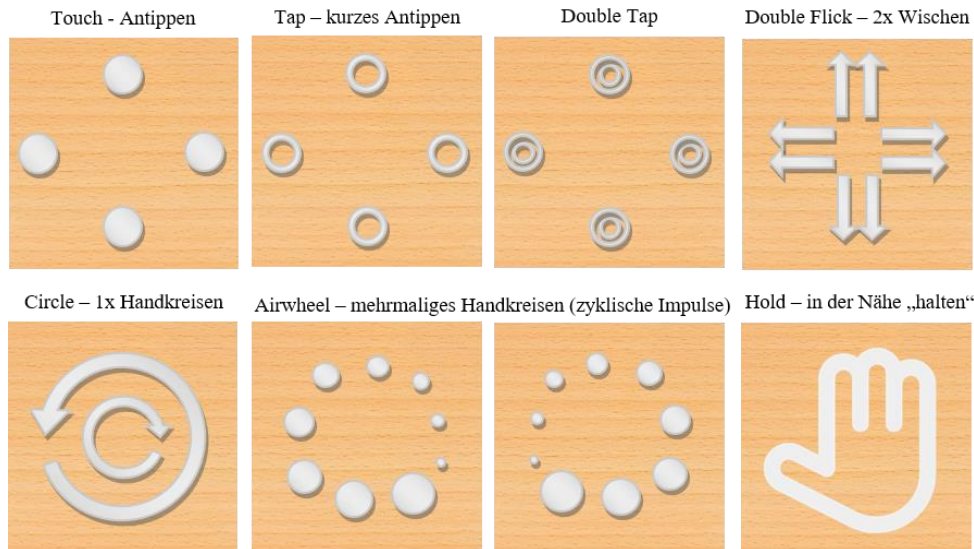 Touch - Antippen
Tap – kurzes Antippen
Double Tap
Double Flick – 2x Wischen
Circle – 1x Handkreisen
Airwheel – mehrmaliges Handkreisen (zyklische Impulse)
Hold – in der Nähe „halten“